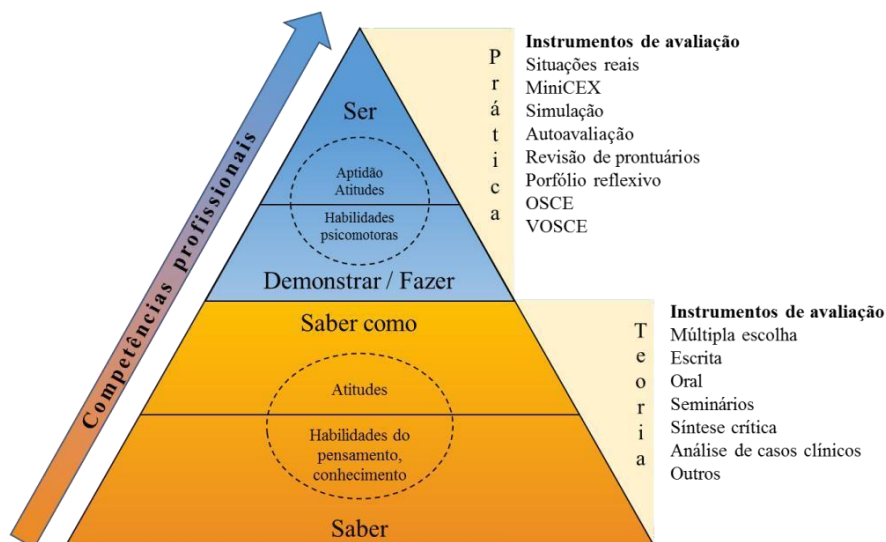 Competências profissionais
Ser
Aptidão
Atitudes
Habilidades
psicomotoras
Demonstrar / Fazer
Saber como
Atitudes
Habilidades do
pensamento,
conhecimento
Saber
Prática
Instrumentos de avaliação
Situações reais
MiniCEX
Simulação
Autoavaliação
Revisão de prontuários
Porfólio reflexivo
OSCE
VOSCE
Teoria
Instrumentos de avaliação
Múltipla escolha
Escrita
Oral
Seminários
Síntese crítica
Análise de casos clínicos
Outros